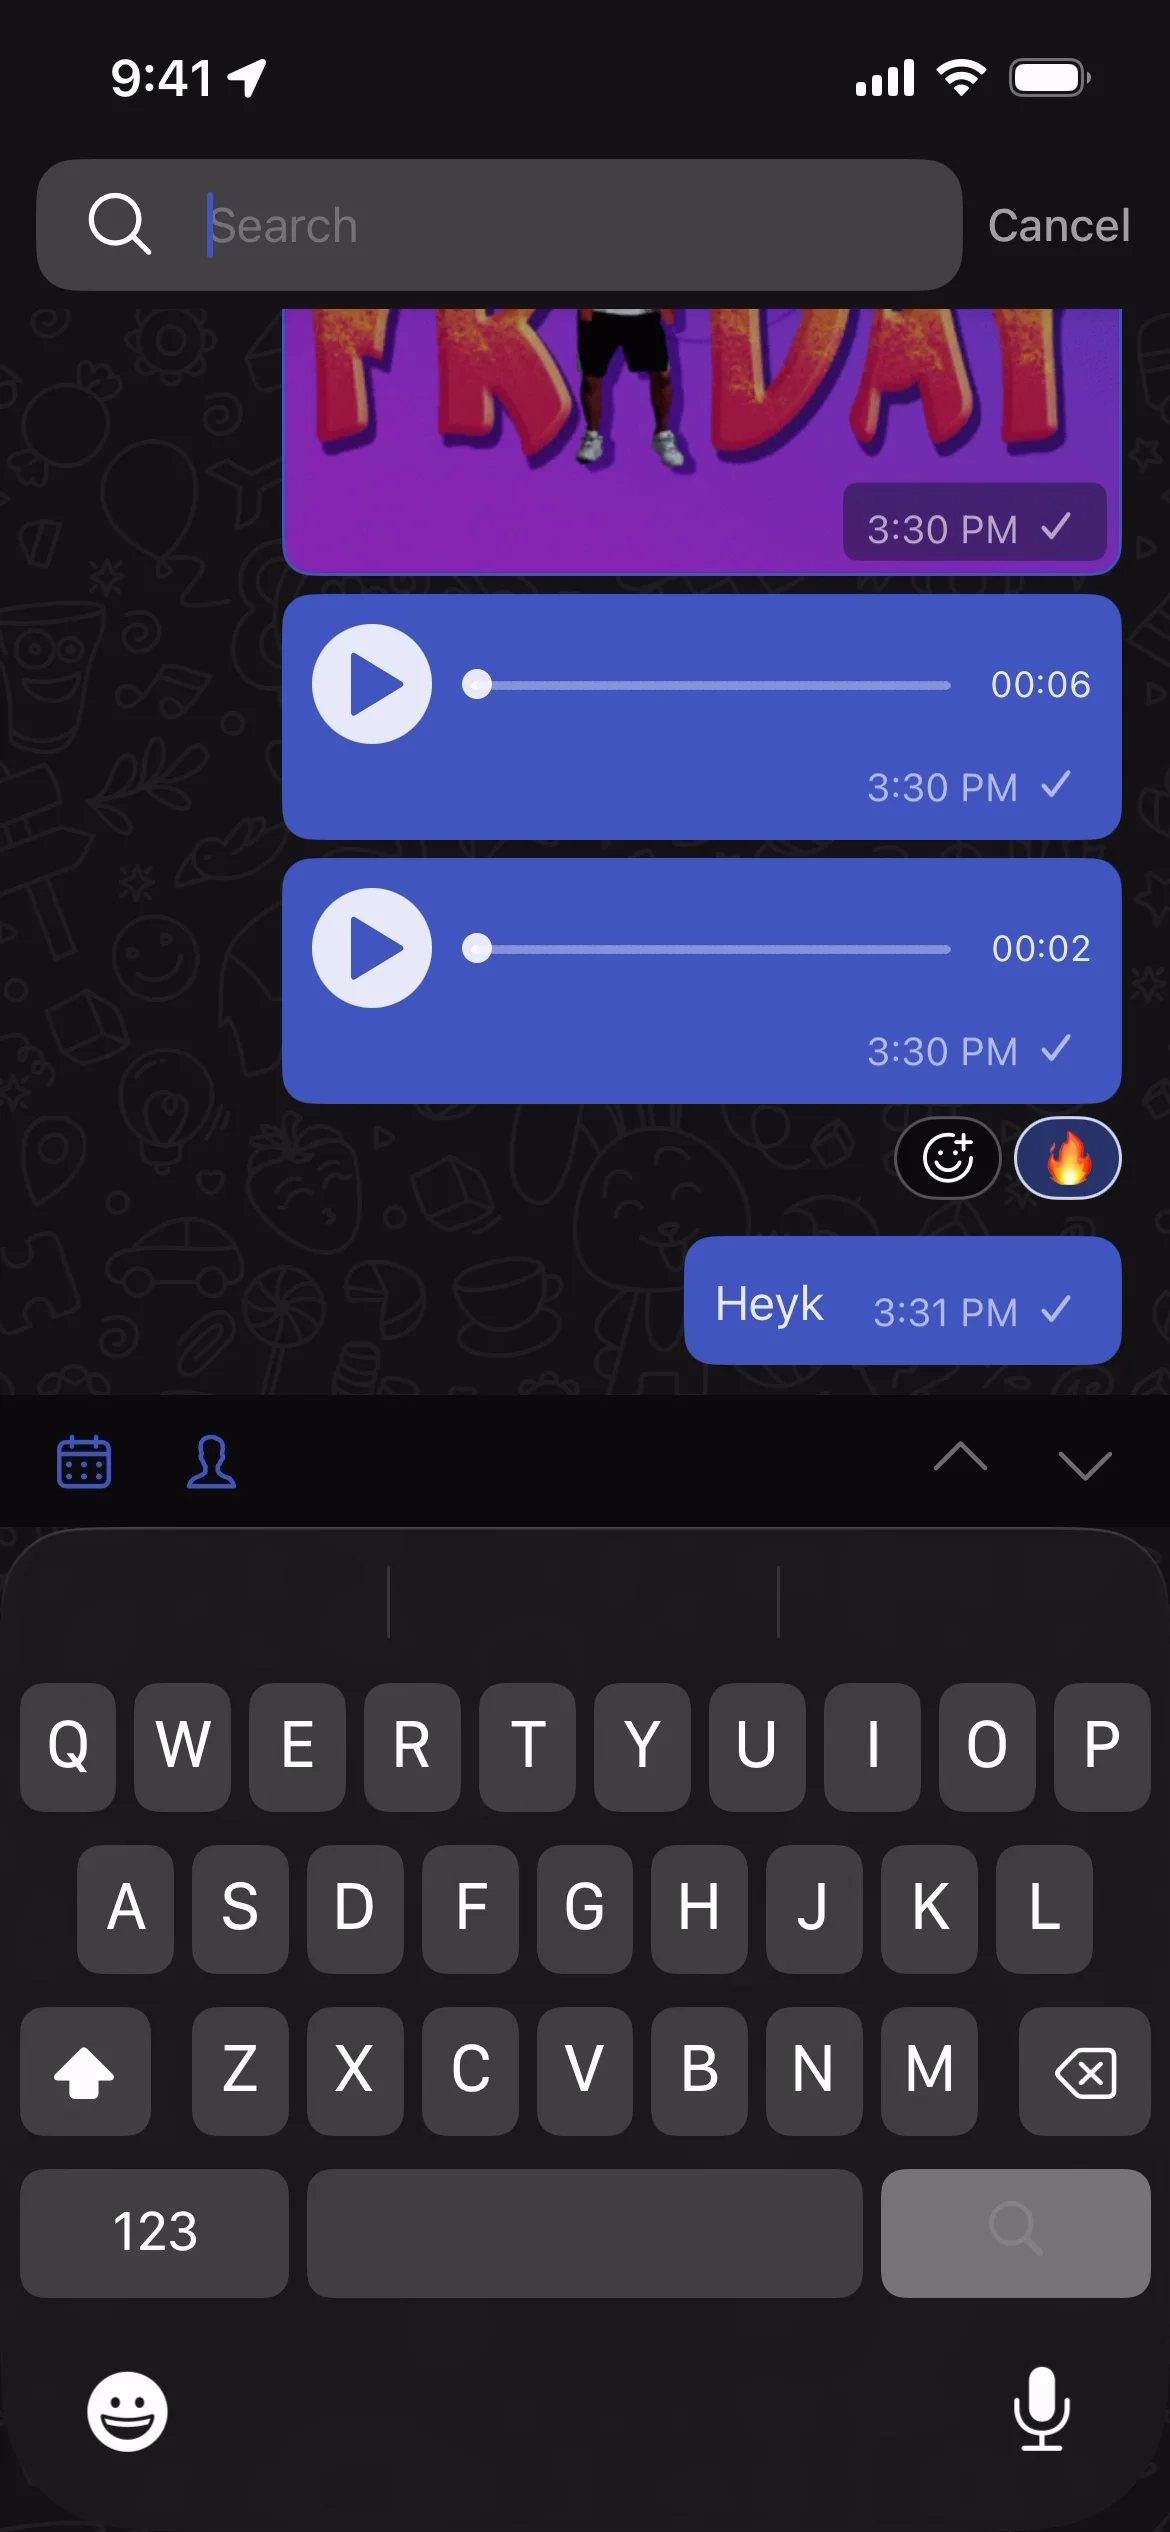 9:41
Search
Cancel
FRIDAY
3:30 PM
00:06
3:30 PM
00:02
3:30 PM
Heyk 3:31 PM
Q W E R T Y U I O P
A S D F G H J K L
Z X C V B N M
123